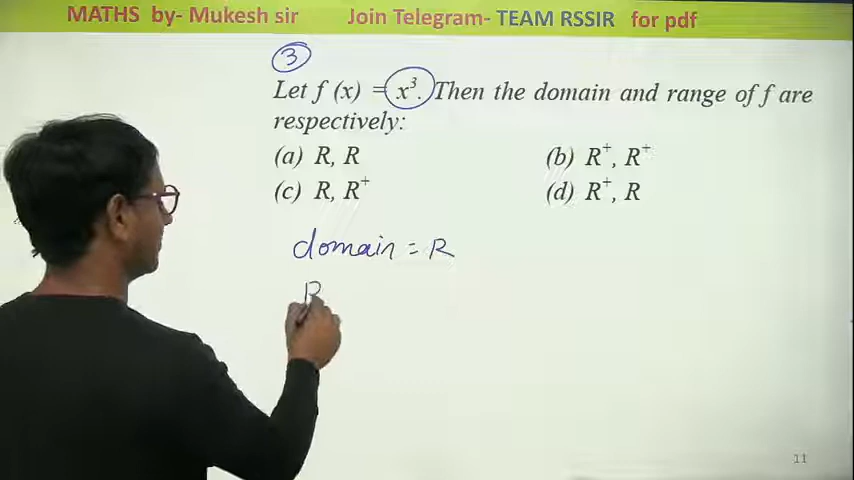 MATHS by- Mukesh sir Join Telegram- TEAM RSSIR for pdf
3
Let f (x) = x³. Then the domain and range of f are
respectively:
(a) R, R (b) R⁺, R⁺
(c) R, R⁺ (d) R⁺, R
domain = R
R
11